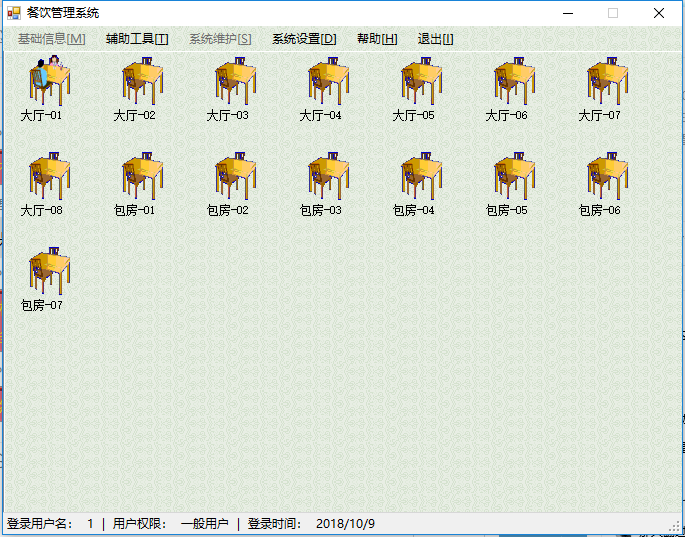 餐饮管理系统
基础信息[M] 辅助工具[T] 系统维护[S] 系统设置[D] 帮助[H] 退出[I]
大厅-01 大厅-02 大厅-03 大厅-04 大厅-05 大厅-06 大厅-07
大厅-08 包房-01 包房-02 包房-03 包房-04 包房-05 包房-06
包房-07
登录用户名: 1 | 用户权限: 一般用户 | 登录时间: 2018/10/9